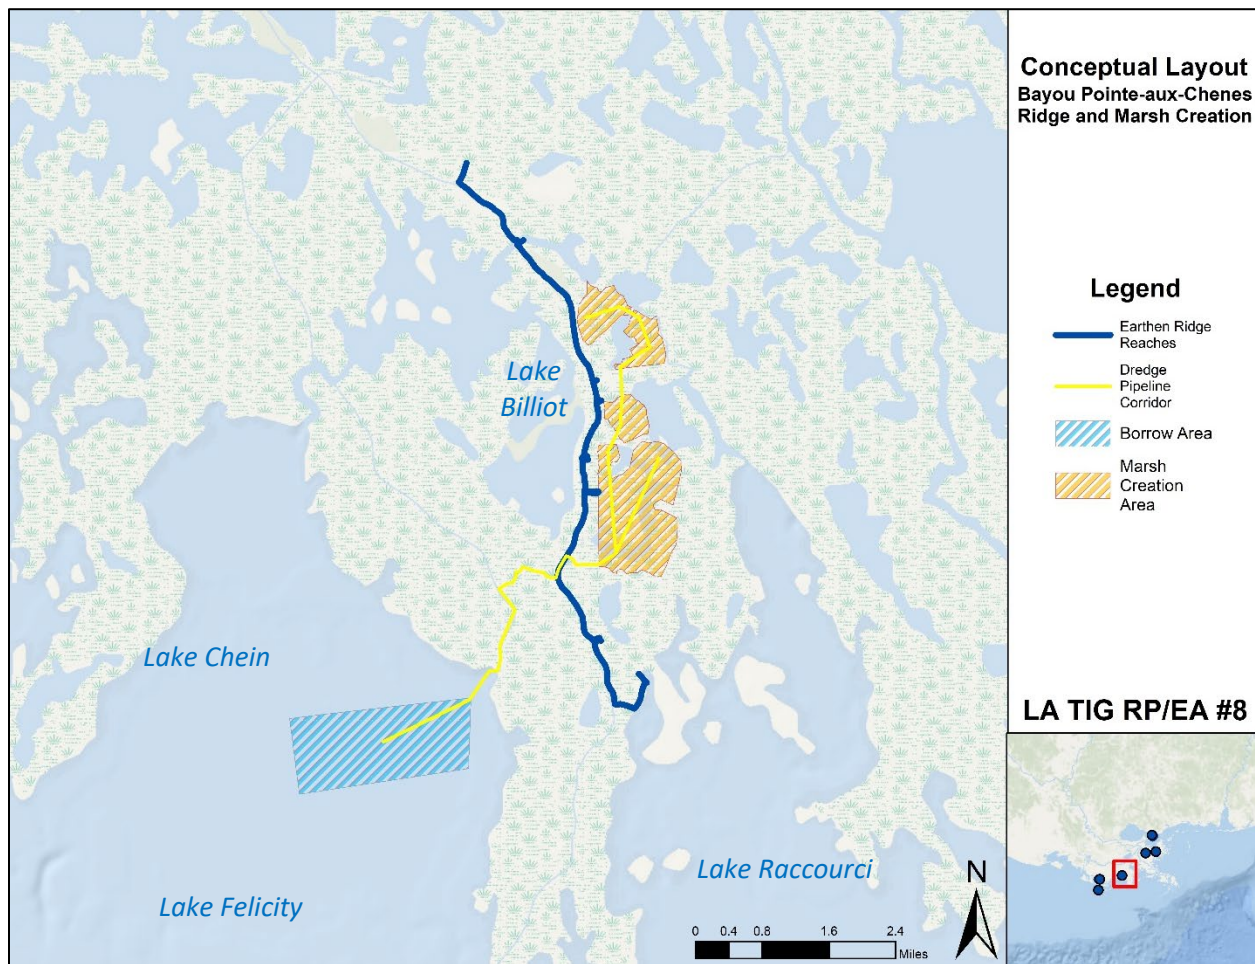 Conceptual Layout
Bayou Pointe-aux-Chenes
Ridge and Marsh Creation
Legend
Earthen Ridge
Reaches
Dredge
Pipeline
Corridor
Borrow Area
Marsh
Creation
Area
Lake
Billiot
Lake Chein
Lake Felicity
Lake Raccourci
N
0 0.4 0.8 1.6 2.4
Miles
LA TIG RP/EA #8